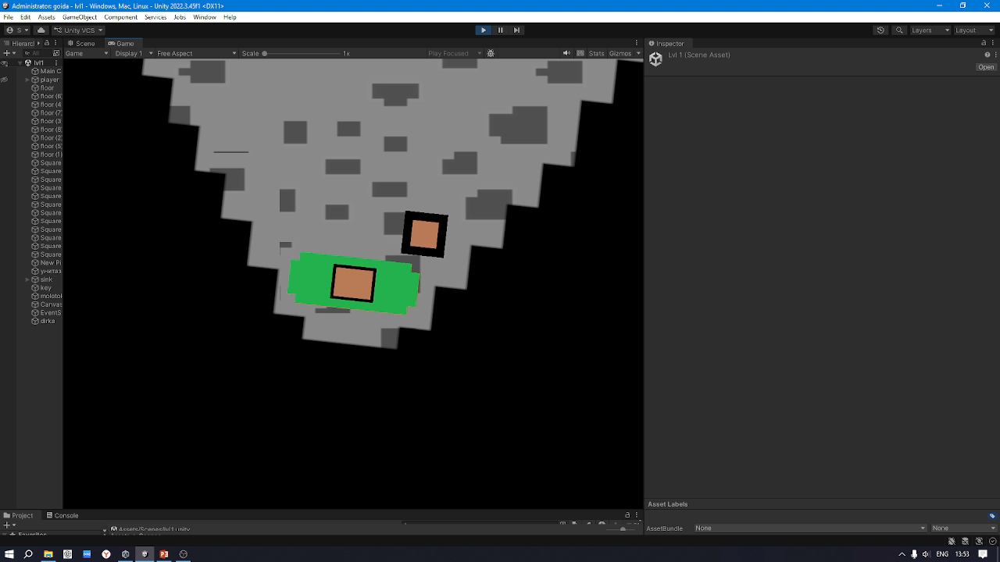 Administrator: goida - lvl1 - Windows, Mac, Linux - Unity 2022.3.45f1 <DX11>
File Edit Assets GameObject Component Services Jobs Window Help
S Unity VCS Layers Layout
Hierarcl Scene Game Inspector
All Game Display 1 Free Aspect Scale 1x Play Focused Stats Gizmos
Lvl 1 (Scene Asset)
Open
lvl1
Main C
player
floor
floor (6
floor (4
floor (7
floor (3
floor (8
floor (2
floor (5
floor (1)
Square
Square
Square
Square
Square
Square
Square
Square
Square
Square
Square
Square
New Pi
унитаз
sink
key
molotol
Canvas
EventS
dirka
Asset Labels
Project Console
AssetBundle None None
Assets/Scenes/lvl1.unity
Favorites
ENG 13:53